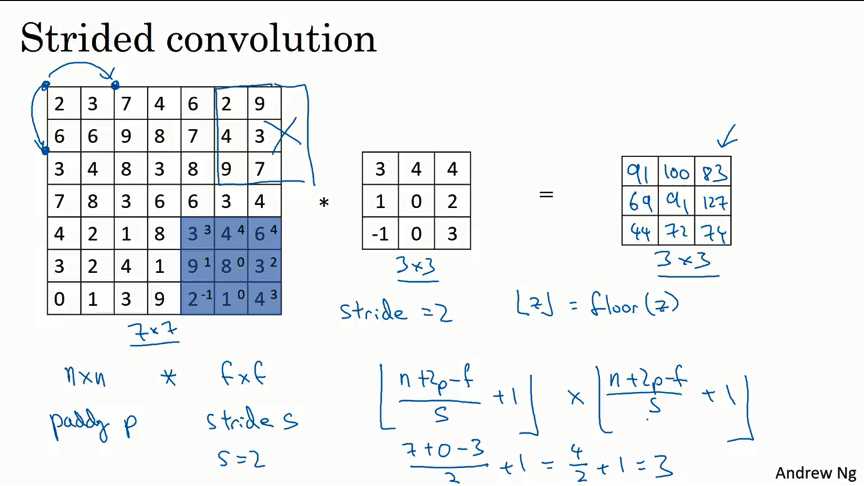 Strided convolution
2 3 7 4 6 2 9
6 6 9 8 7 4 3
3 4 8 3 8 9 7
7 8 3 6 6 3 4
4 2 1 8 3 3 4 4 6 4
3 2 4 1 9 1 8 0 3 2
0 1 3 9 2 -1 1 0 4 3
7×7
*
3 4 4
1 0 2
-1 0 3
3×3
stride = 2
=
91 100 83
69 91 127
44 72 74
3×3
⌊z⌋ = floor(z)
n×n * f×f
padding p stride s
s=2
⌊(n+2p-f)/s + 1⌋ × ⌊(n+2p-f)/s + 1⌋
(7+0-3)/2 + 1 = 4/2 + 1 = 3
Andrew Ng